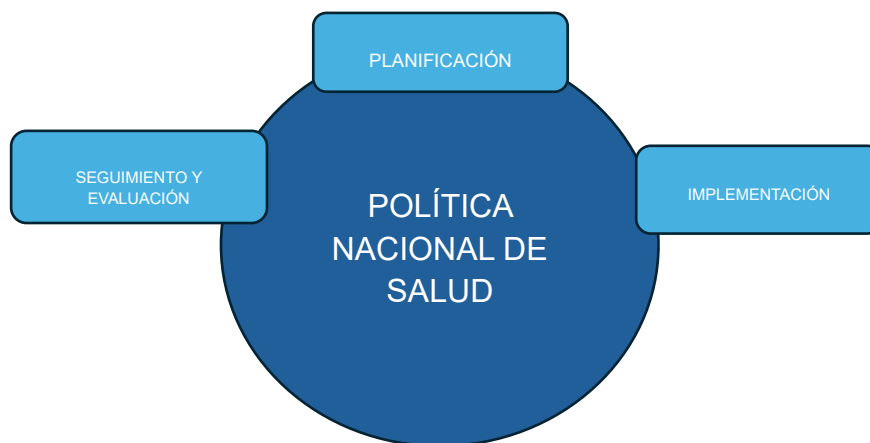 PLANIFICACIÓN
SEGUIMIENTO Y
EVALUACIÓN
IMPLEMENTACIÓN
POLÍTICA
NACIONAL DE
SALUD